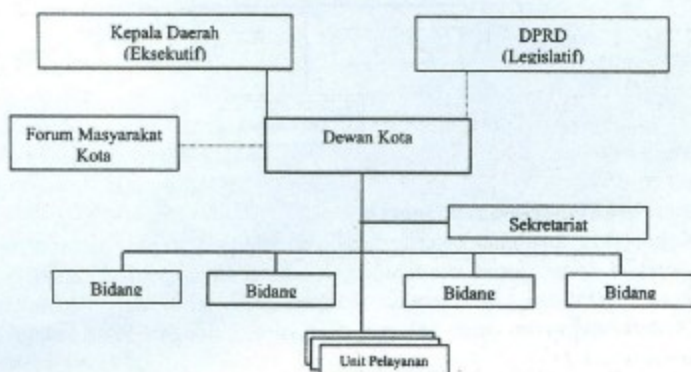 Kepala Daerah
(Eksekutif)
DPRD
(Legislatif)
Forum Masyarakat
Kota
Dewan Kota
Sekretariat
Bidang
Bidang
Bidang
Bidang
Unit Pelayanan